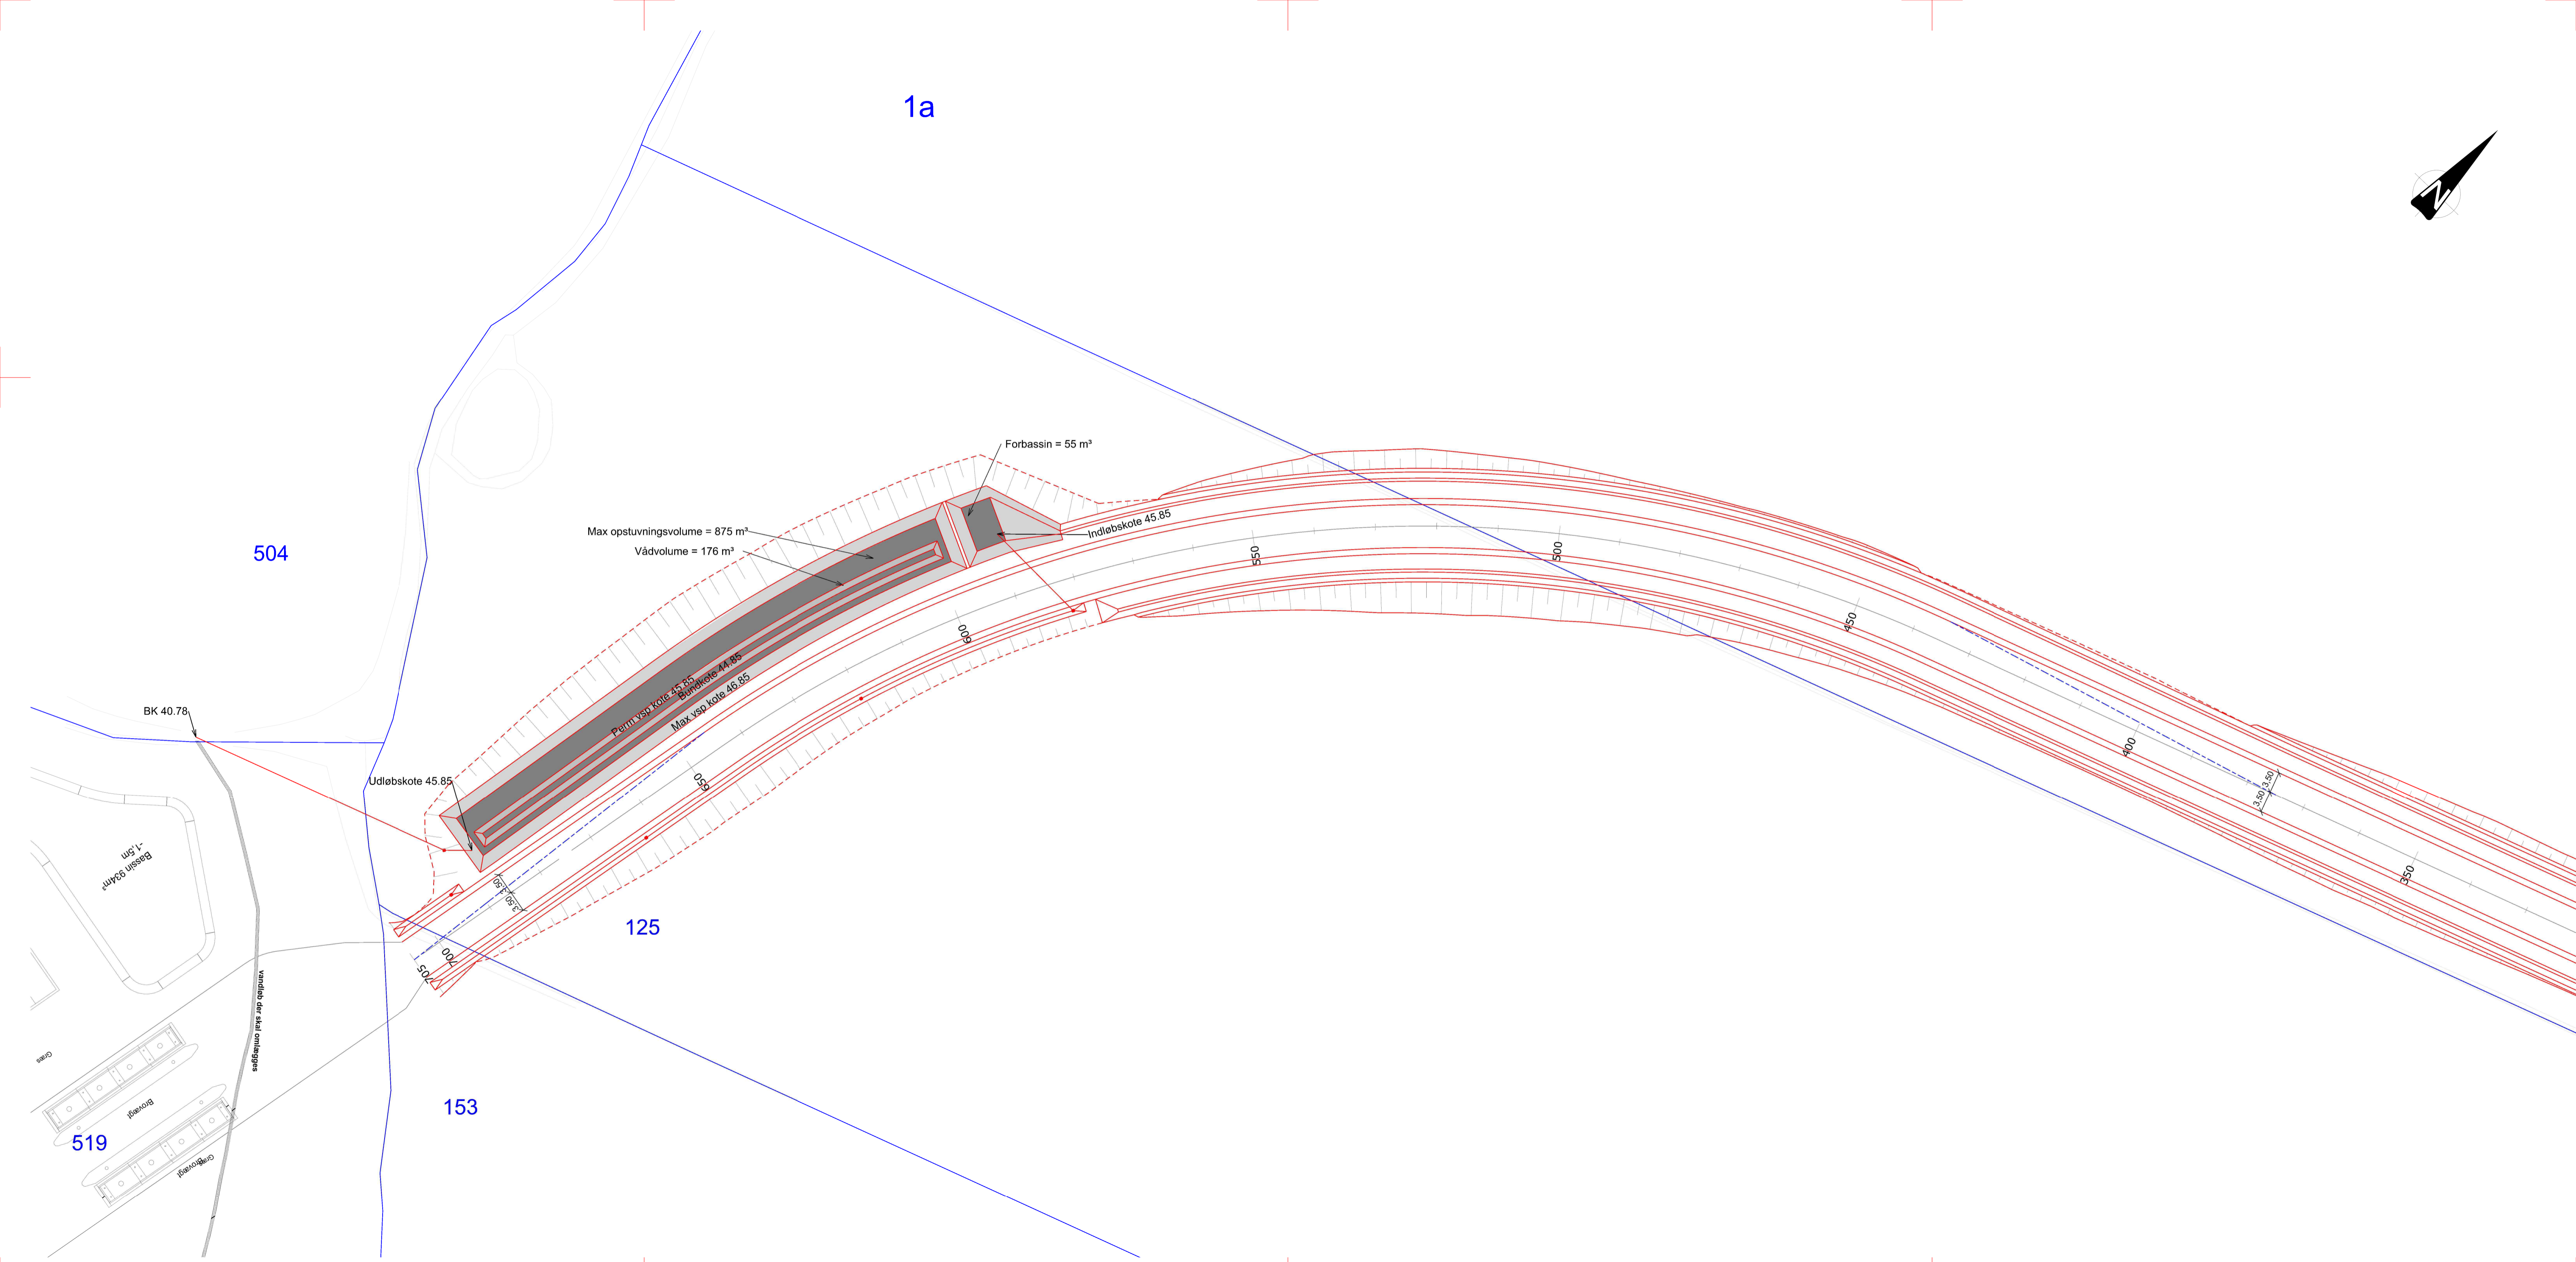 1a
N
Forbassin = 55 m³
Indløbskote 45.85
Max opstuvningsvolume = 875 m³
Vådvolume = 176 m³
504
550
500
450
400
350
600
650
700
705
3,50
3,50
3,50
3,50
Bundkote 44.85
Perm vsp kote 45.85
Max vsp kote 46.85
BK 40.78
Udløbskote 45.85
Bassin 934m³
-1,5m
125
vandløb der skal omlægges
Græs
Brovægt
153
519
Græs
Brovægt